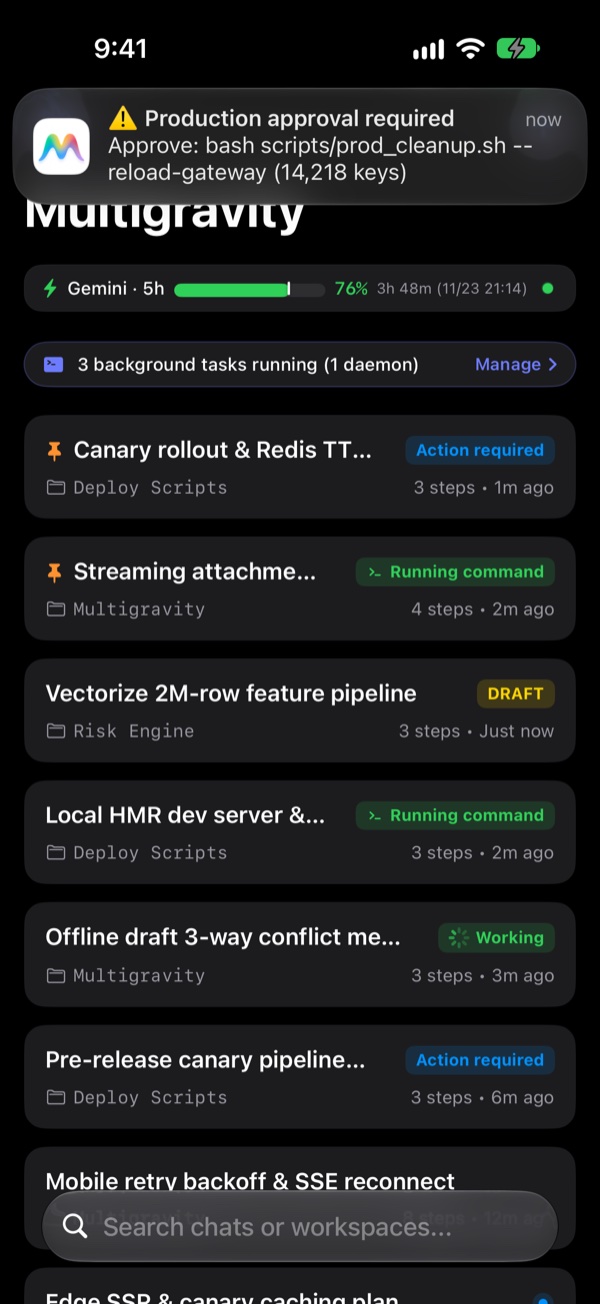 9:41
⚠️ Production approval required
now
Approve: bash scripts/prod_cleanup.sh --
reload-gateway (14,218 keys)
Multigravity
Gemini · 5h
76%
3h 48m (11/23 21:14)
3 background tasks running (1 daemon)
Manage >
Canary rollout & Redis TT...
Action required
Deploy Scripts
3 steps • 1m ago
Streaming attachme...
Running command
Multigravity
4 steps • 2m ago
Vectorize 2M-row feature pipeline
DRAFT
Risk Engine
3 steps • Just now
Local HMR dev server &...
Running command
Deploy Scripts
3 steps • 2m ago
Offline draft 3-way conflict me...
Working
Multigravity
3 steps • 3m ago
Pre-release canary pipeline...
Action required
Deploy Scripts
3 steps • 6m ago
Mobile retry backoff & SSE reconnect
Search chats or workspaces...
Edge SSR & canary caching plan